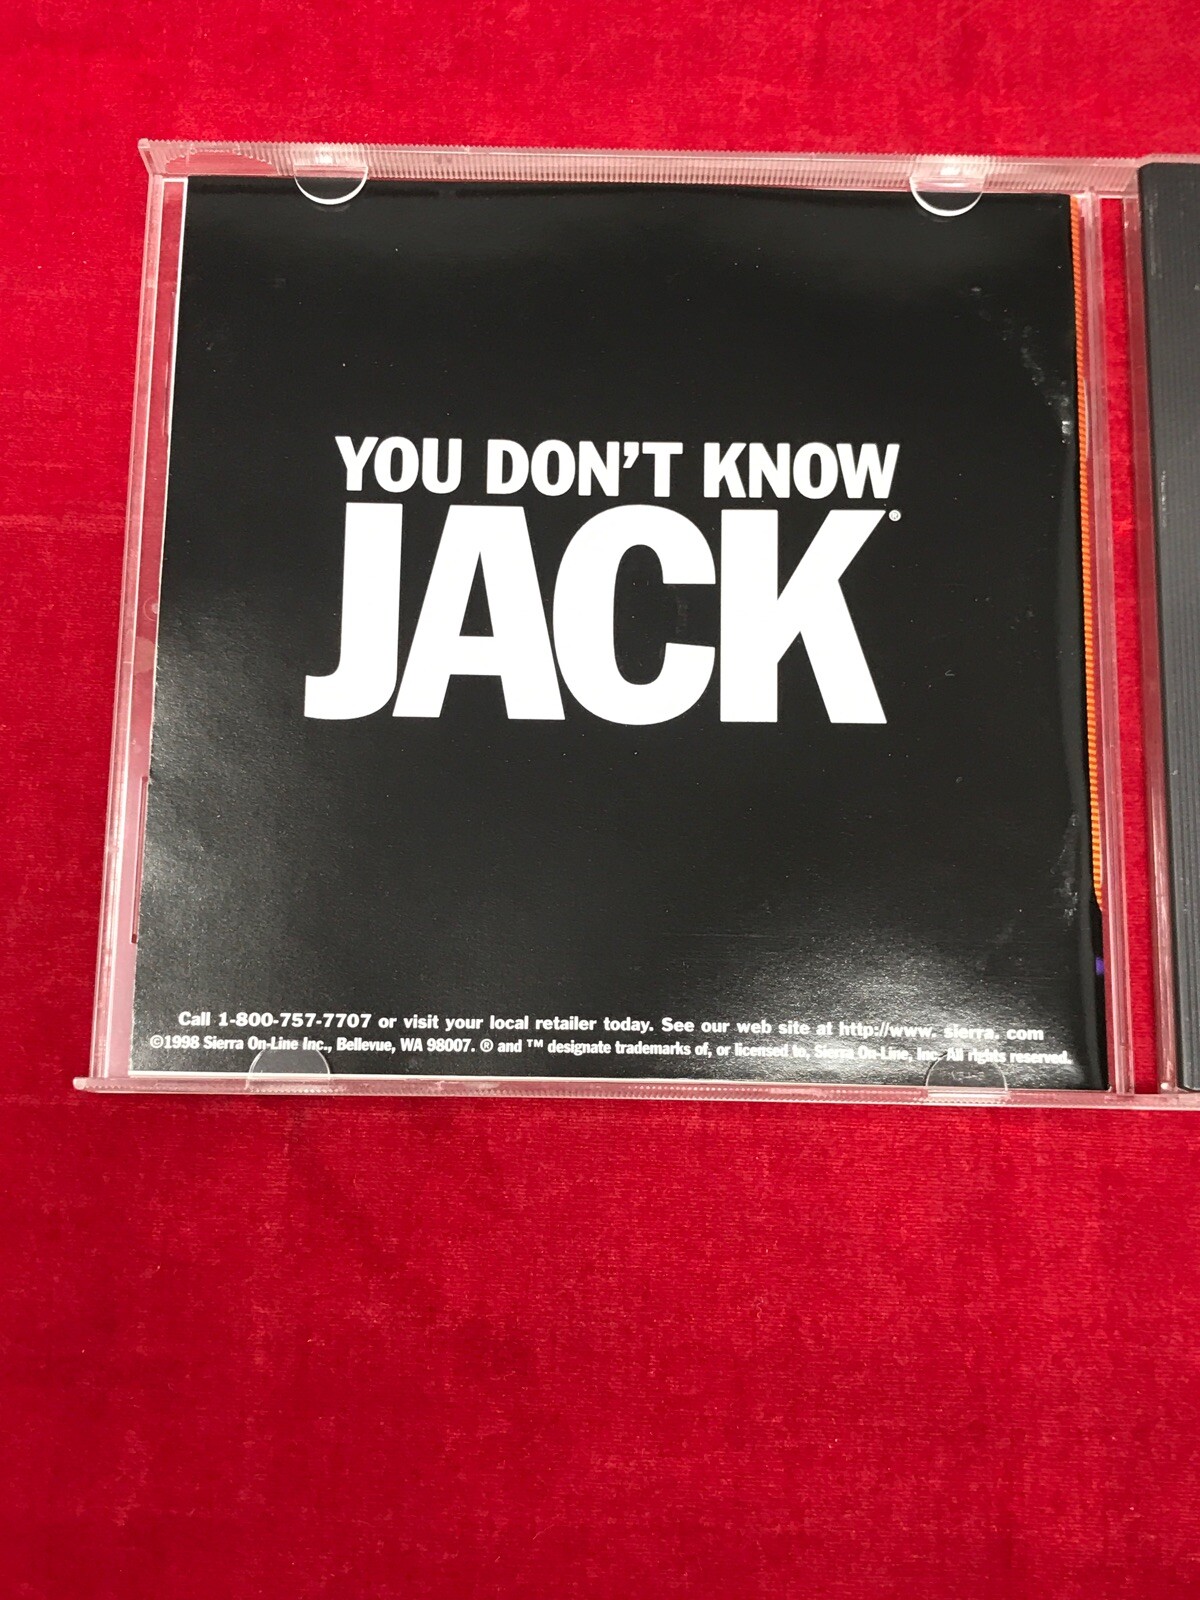 YOU DON'T KNOW
JACK®
Call 1-800-757-7707 or visit your local retailer today. See our web site at http://www. sierra. com
©1998 Sierra On-Line Inc., Bellevue, WA 98007. ® and ™ designate trademarks of, or licensed to, Sierra On-Line, Inc. All rights reserved.